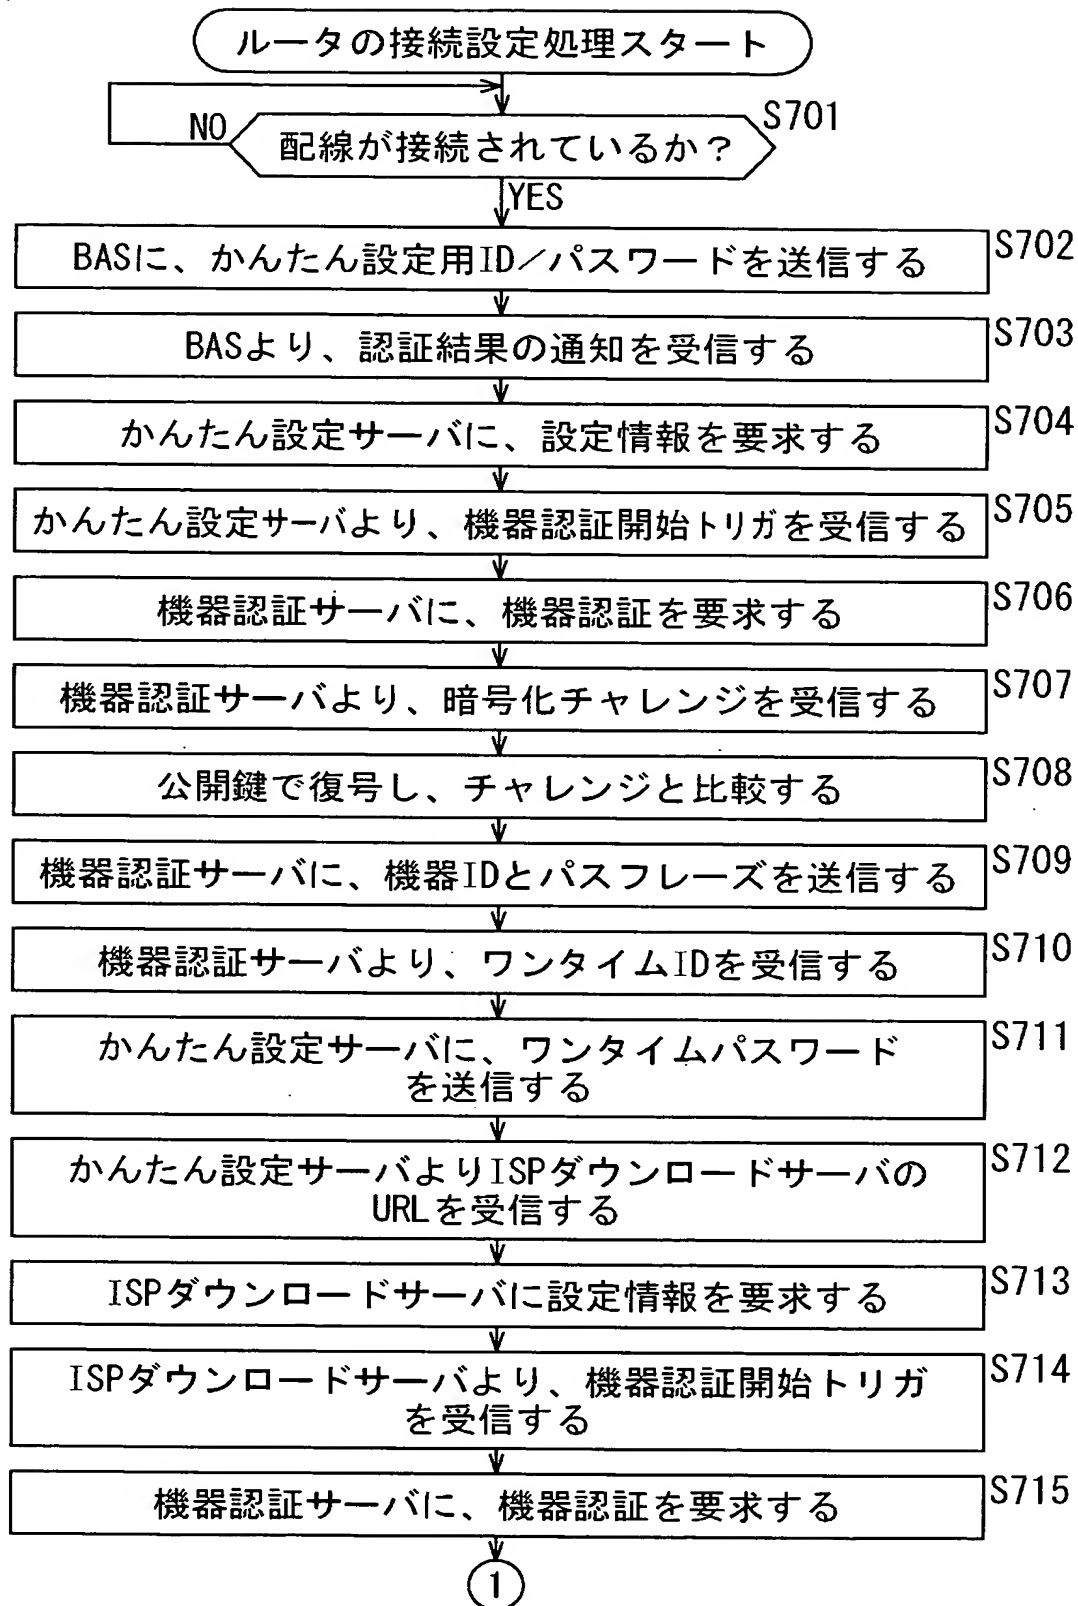 ルータの接続設定処理スタート
S701
NO
配線が接続されているか？
YES
BASに、かんたん設定用ID／パスワードを送信する
S702
BASより、認証結果の通知を受信する
S703
かんたん設定サーバに、設定情報を要求する
S704
かんたん設定サーバより、機器認証開始トリガを受信する
S705
機器認証サーバに、機器認証を要求する
S706
機器認証サーバより、暗号化チャレンジを受信する
S707
公開鍵で復号し、チャレンジと比較する
S708
機器認証サーバに、機器IDとパスフレーズを送信する
S709
機器認証サーバより、ワンタイムIDを受信する
S710
かんたん設定サーバに、ワンタイムパスワード
を送信する
S711
かんたん設定サーバよりISPダウンロードサーバの
URLを受信する
S712
ISPダウンロードサーバに設定情報を要求する
S713
ISPダウンロードサーバより、機器認証開始トリガ
を受信する
S714
機器認証サーバに、機器認証を要求する
S715
1